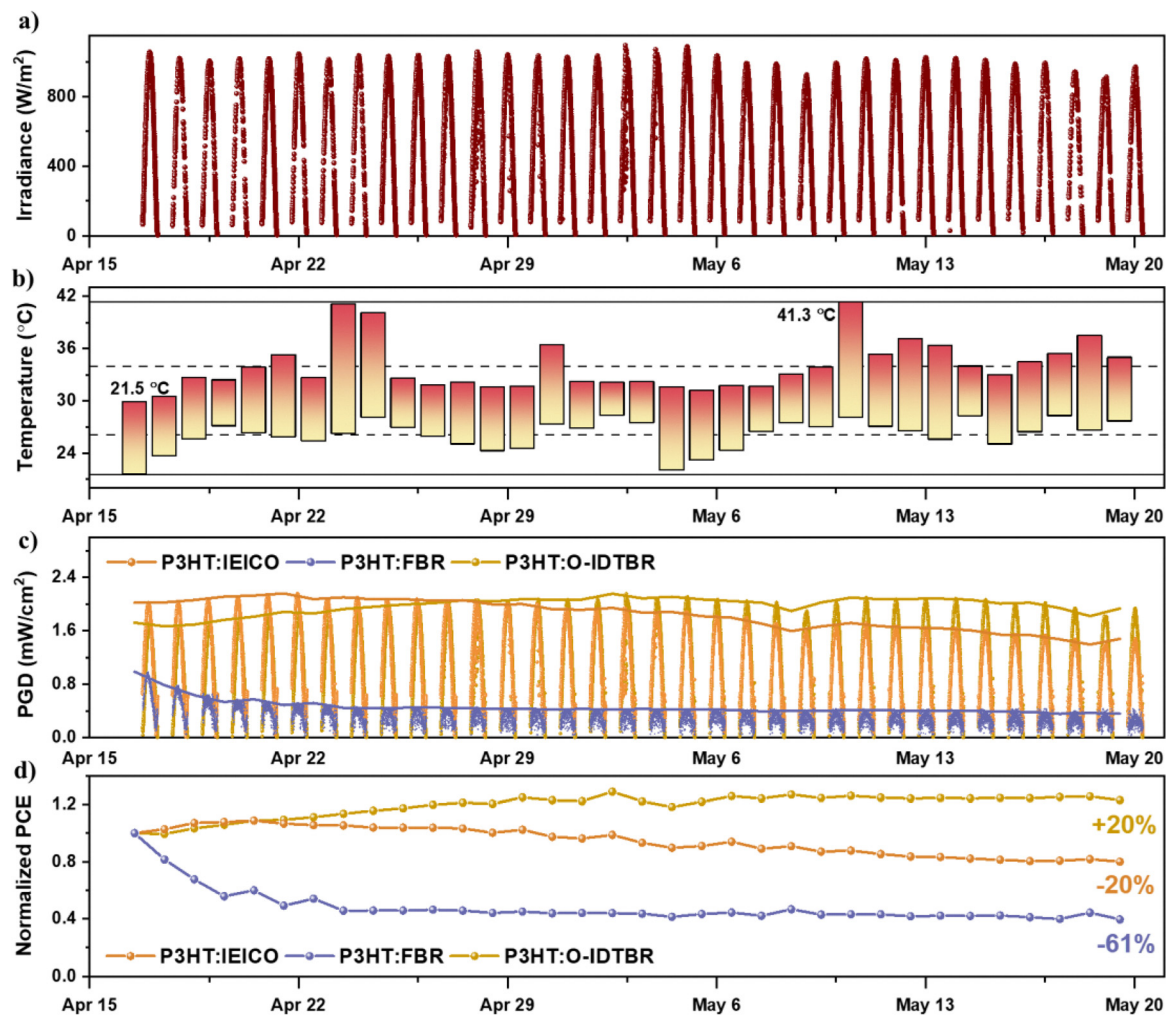 a)
Irradiance (W/m²)
800
400
0
Apr 15 Apr 22 Apr 29 May 6 May 13 May 20
b)
Temperature (°C)
42
36
30
24
21.5 °C
41.3 °C
Apr 15 Apr 22 Apr 29 May 6 May 13 May 20
c)
PGD (mW/cm²)
2.4
1.6
0.8
0.0
P3HT:IEICO P3HT:FBR P3HT:O-IDTBR
Apr 15 Apr 22 Apr 29 May 6 May 13 May 20
d)
Normalized PCE
1.2
0.8
0.4
0.0
+20%
-20%
-61%
P3HT:IEICO P3HT:FBR P3HT:O-IDTBR
Apr 15 Apr 22 Apr 29 May 6 May 13 May 20